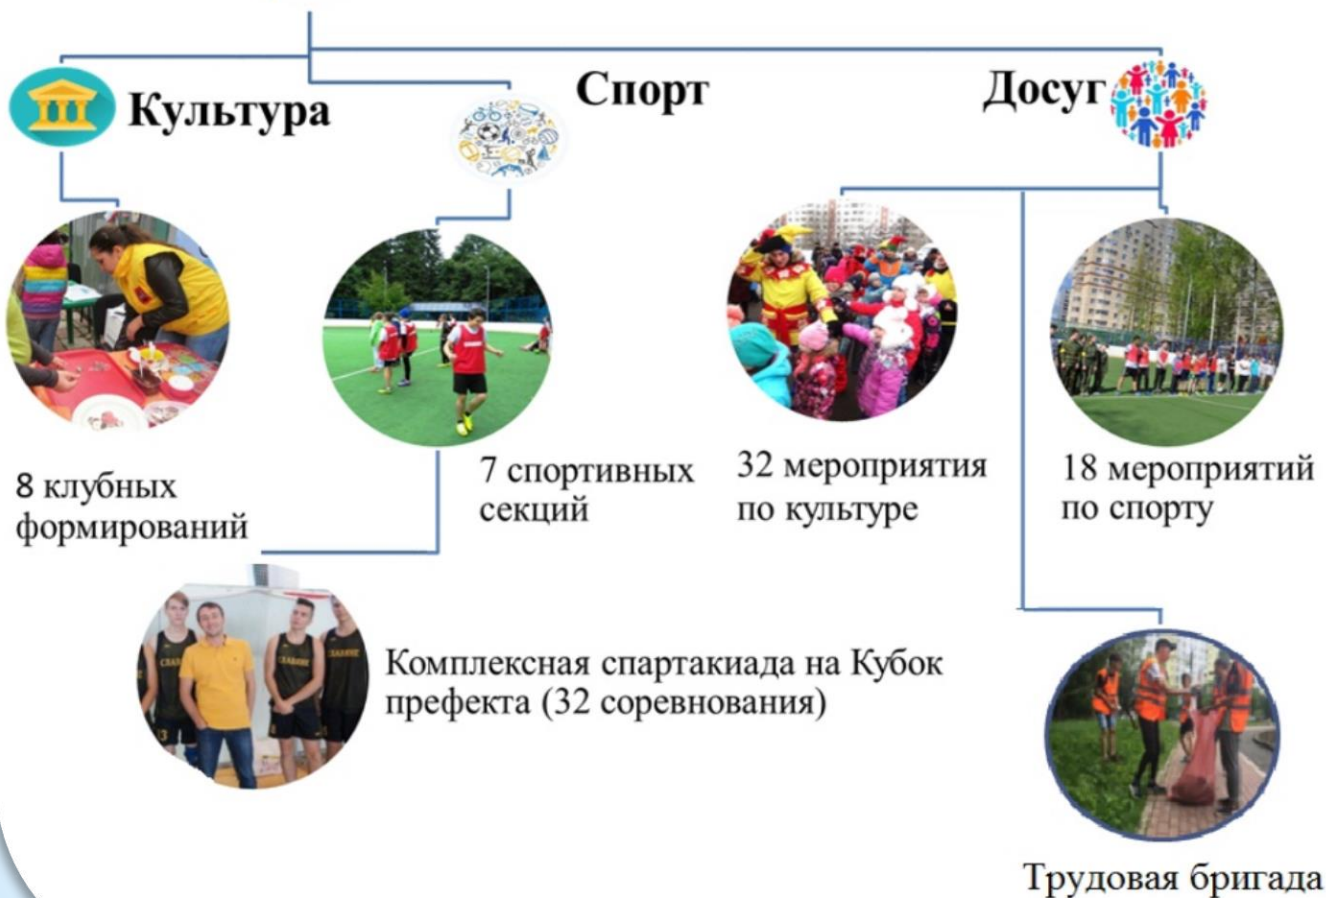 Культура
Спорт
Досуг
8 клубных
формирований
7 спортивных
секций
32 мероприятия
по культуре
18 мероприятий
по спорту
Комплексная спартакиада на Кубок
префекта (32 соревнования)
Трудовая бригада